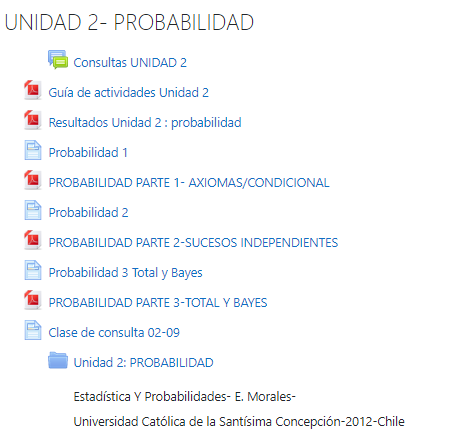 UNIDAD 2- PROBABILIDAD
Consultas UNIDAD 2
Guía de actividades Unidad 2
Resultados Unidad 2 : probabilidad
Probabilidad 1
PROBABILIDAD PARTE 1- AXIOMAS/CONDICIONAL
Probabilidad 2
PROBABILIDAD PARTE 2-SUCESOS INDEPENDIENTES
Probabilidad 3 Total y Bayes
PROBABILIDAD PARTE 3-TOTAL Y BAYES
Clase de consulta 02-09
Unidad 2: PROBABILIDAD
Estadística Y Probabilidades- E. Morales-
Universidad Católica de la Santísima Concepción-2012-Chile